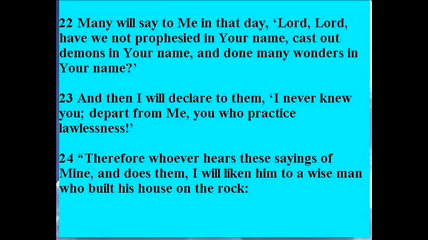 22 Many will say to Me in that day, ‘Lord, Lord,
have we not prophesied in Your name, cast out
demons in Your name, and done many wonders in
Your name?’
23 And then I will declare to them, ‘I never knew
you; depart from Me, you who practice
lawlessness!’
24 “Therefore whoever hears these sayings of
Mine, and does them, I will liken him to a wise man
who built his house on the rock: